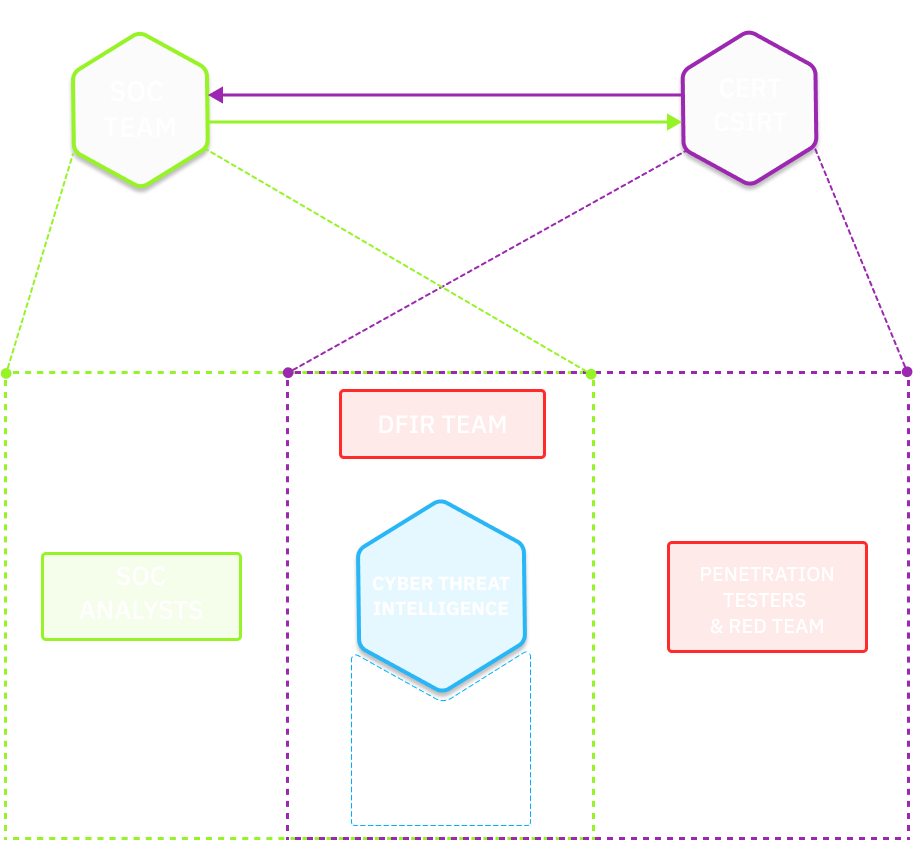 SOC
TEAM
CERT
CSIRT
DFIR TEAM
SOC
ANALYSTS
CYBER THREAT
INTELLIGENCE
PENETRATION
TESTERS
& RED TEAM